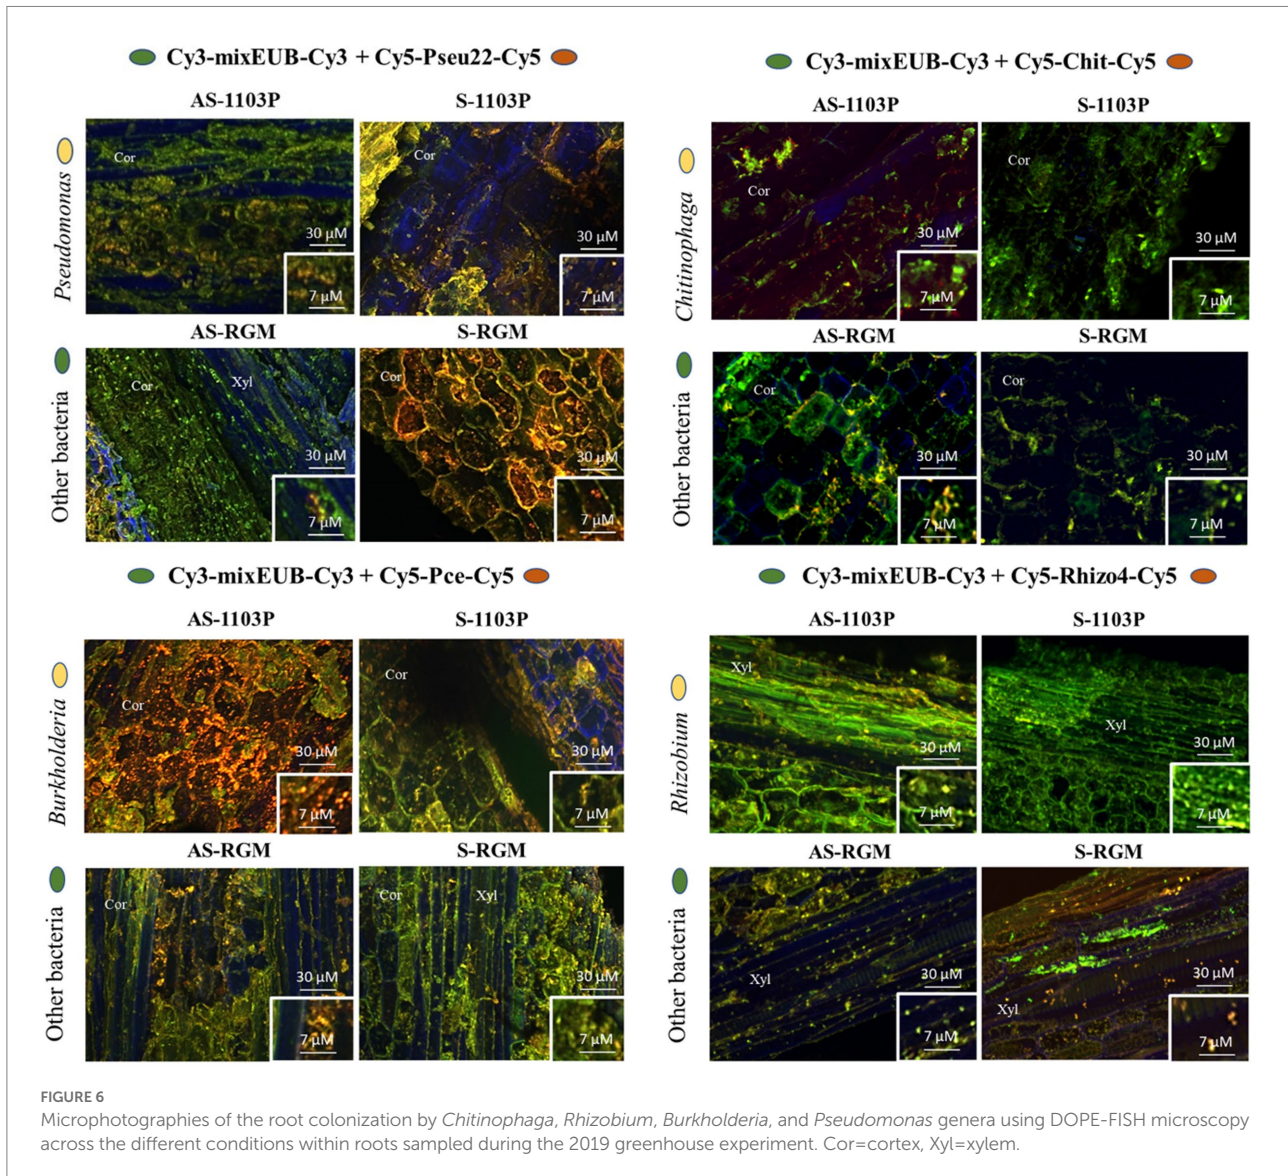 Cy3-mixEUB-Cy3 + Cy5-Pseu22-Cy5
AS-1103P
S-1103P
Pseudomonas
Cor
30 µM
7 µM
Cor
30 µM
7 µM
AS-RGM
S-RGM
Other bacteria
Cor
Xyl
30 µM
7 µM
Cor
30 µM
7 µM
Cy3-mixEUB-Cy3 + Cy5-Chit-Cy5
AS-1103P
S-1103P
Chitinophaga
Cor
30 µM
7 µM
Cor
30 µM
7 µM
AS-RGM
S-RGM
Other bacteria
Cor
30 µM
7 µM
Cor
30 µM
7 µM
Cy3-mixEUB-Cy3 + Cy5-Pce-Cy5
AS-1103P
S-1103P
Burkholderia
Cor
30 µM
7 µM
Cor
30 µM
7 µM
AS-RGM
S-RGM
Other bacteria
Cor
30 µM
7 µM
Cor
Xyl
30 µM
7 µM
Cy3-mixEUB-Cy3 + Cy5-Rhizo4-Cy5
AS-1103P
S-1103P
Rhizobium
Xyl
30 µM
7 µM
Xyl
30 µM
7 µM
AS-RGM
S-RGM
Other bacteria
Xyl
30 µM
7 µM
Xyl
30 µM
7 µM
FIGURE 6
Microphotographies of the root colonization by Chitinophaga, Rhizobium, Burkholderia, and Pseudomonas genera using DOPE-FISH microscopy
across the different conditions within roots sampled during the 2019 greenhouse experiment. Cor=cortex, Xyl=xylem.